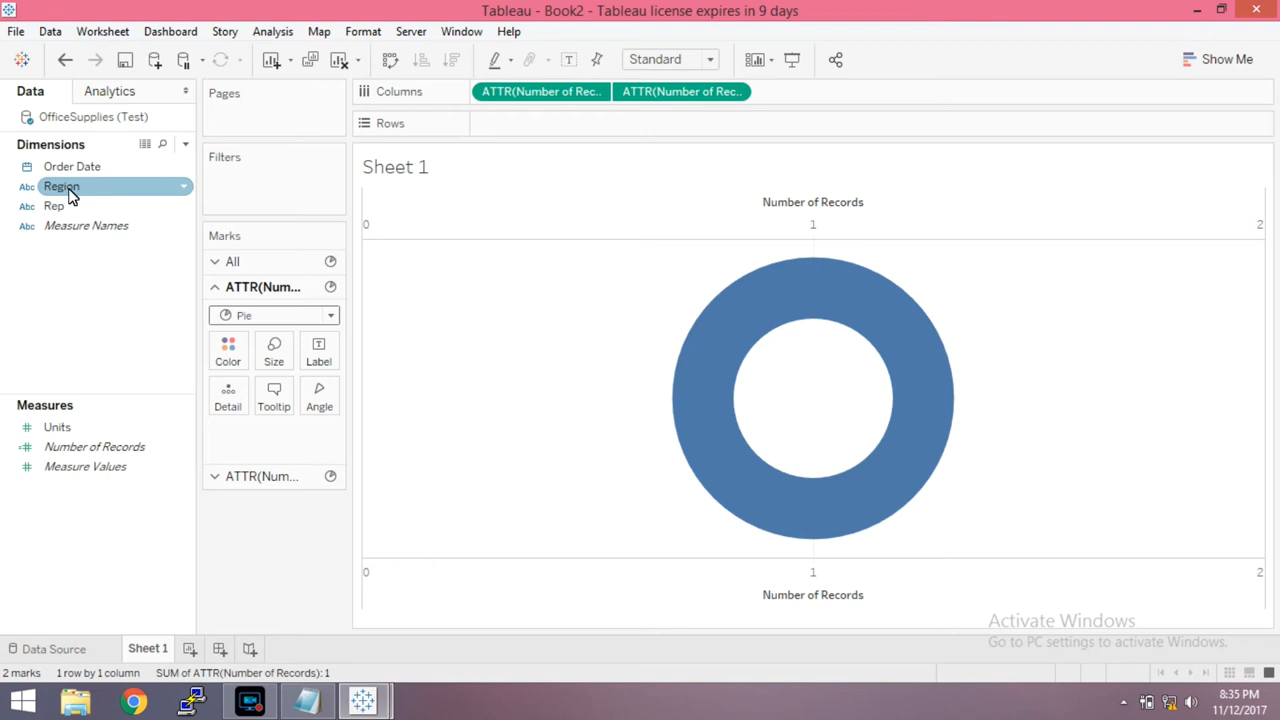 Tableau - Book2 - Tableau license expires in 9 days
File Data Worksheet Dashboard Story Analysis Map Format Server Window Help
Standard
Show Me
Data
Analytics
Pages
Columns
ATTR(Number of Rec..
ATTR(Number of Rec..
OfficeSupplies (Test)
Rows
Dimensions
Filters
Sheet 1
Order Date
Abc Region
Abc Rep
Abc Measure Names
Number of Records
0 1 2
Marks
All
ATTR(Num...
Pie
Color Size Label
Detail Tooltip Angle
ATTR(Num...
Measures
Units
Number of Records
Measure Values
0 1 2
Number of Records
Activate Windows
Go to PC settings to activate Windows.
Data Source
Sheet 1
2 marks 1 row by 1 column SUM of ATTR(Number of Records): 1
8:35 PM
11/12/2017